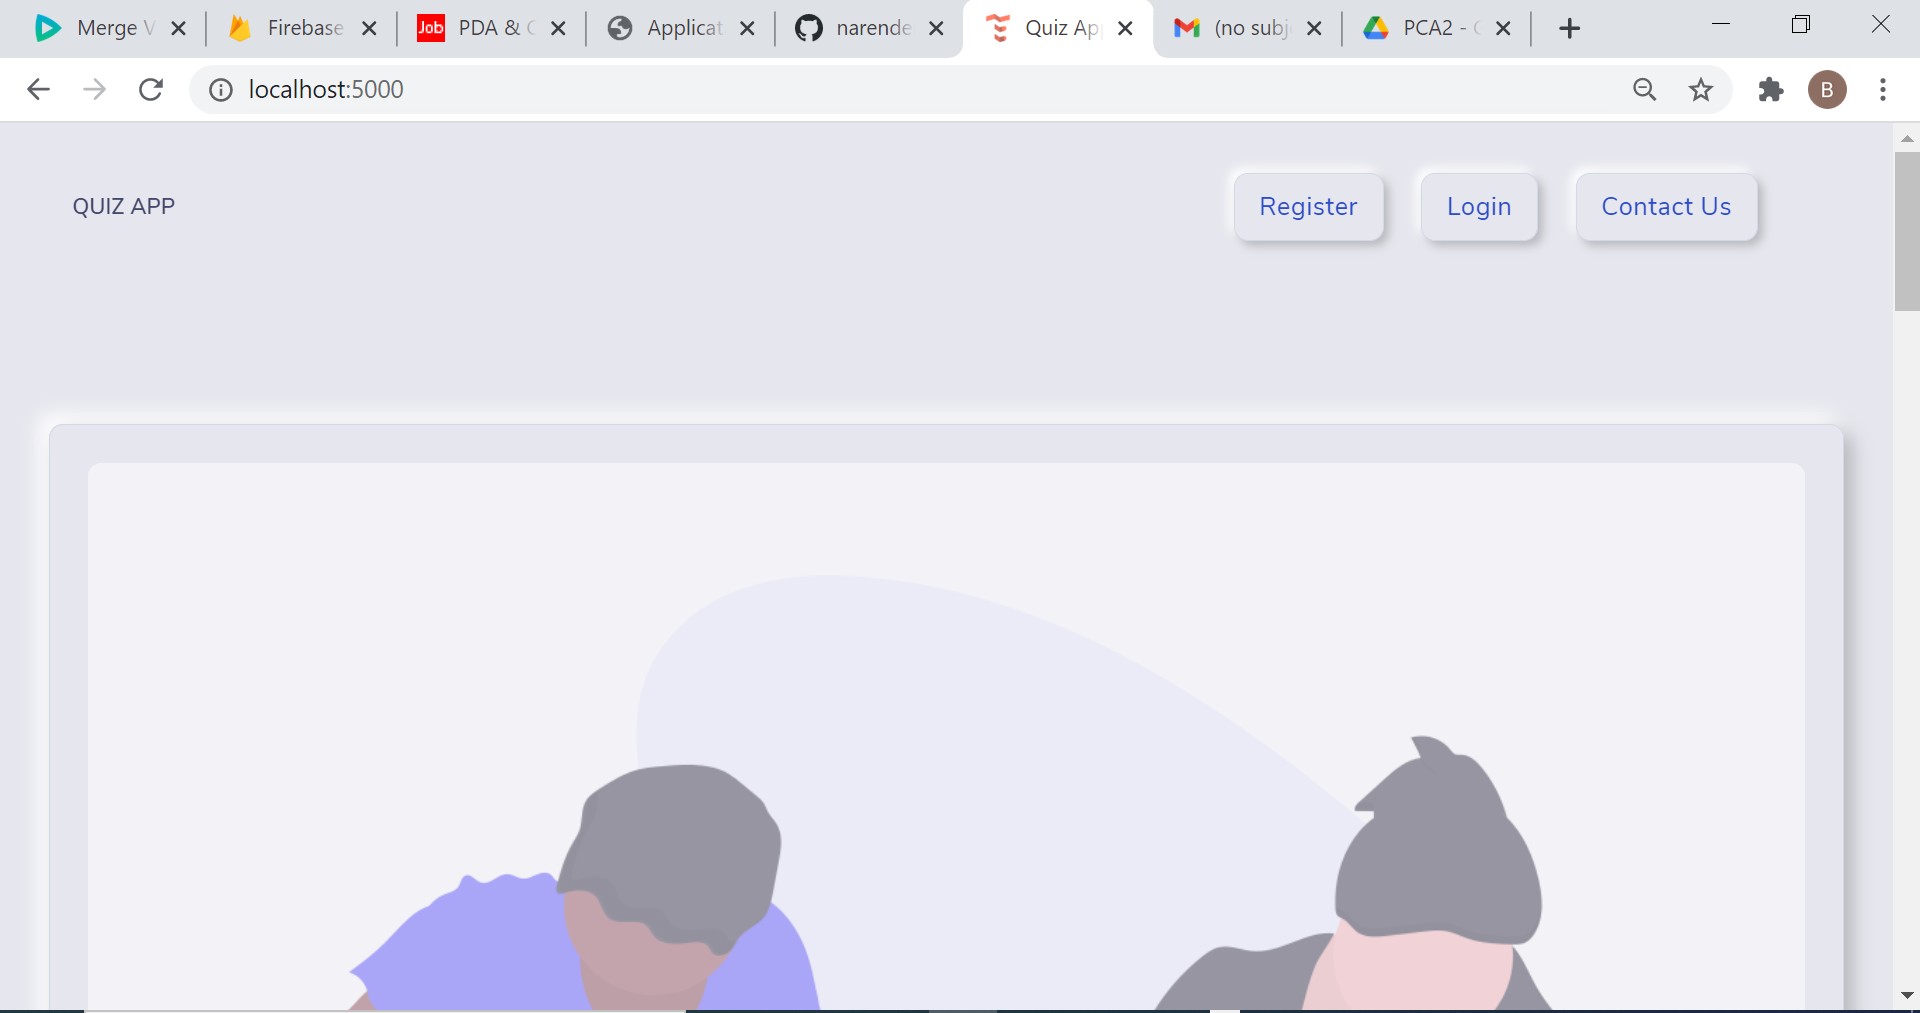 Merge V Firebase Job PDA & C Applicat narende Quiz Ap (no subj PCA2 -
localhost:5000 B
QUIZ APP Register Login Contact Us